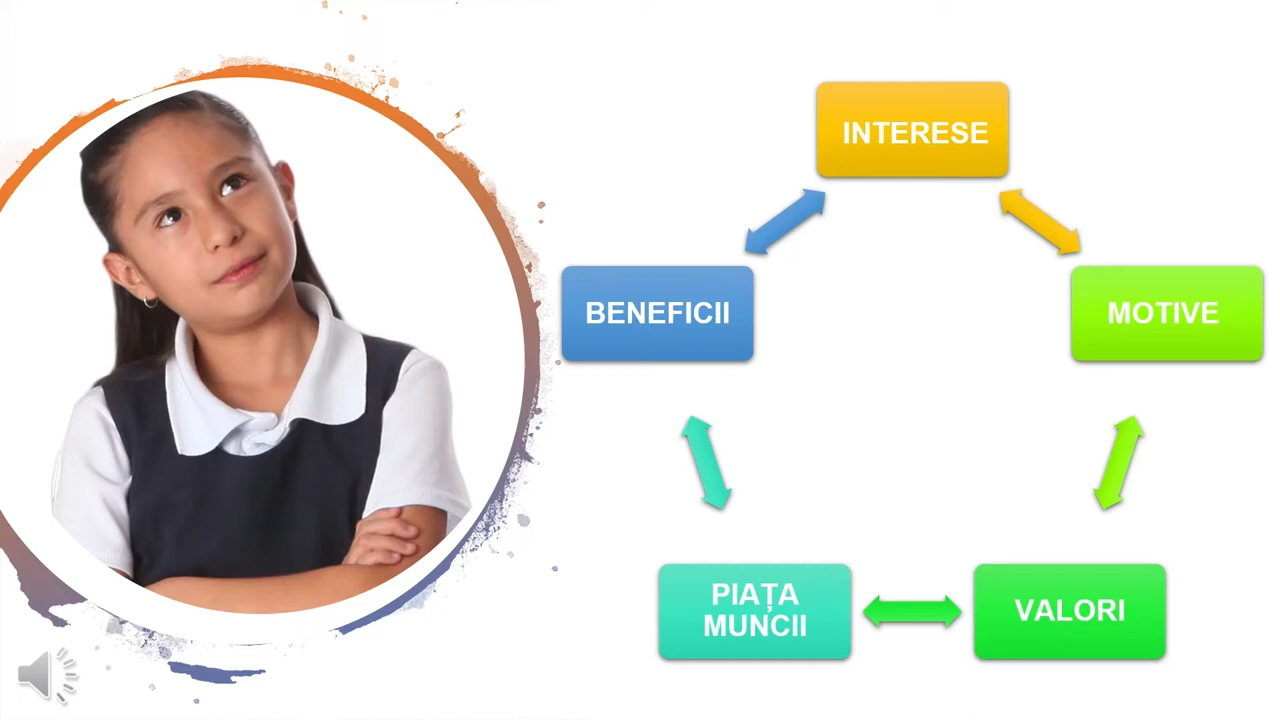 INTERESE
BENEFICII
MOTIVE
PIAȚA
MUNCII
VALORI